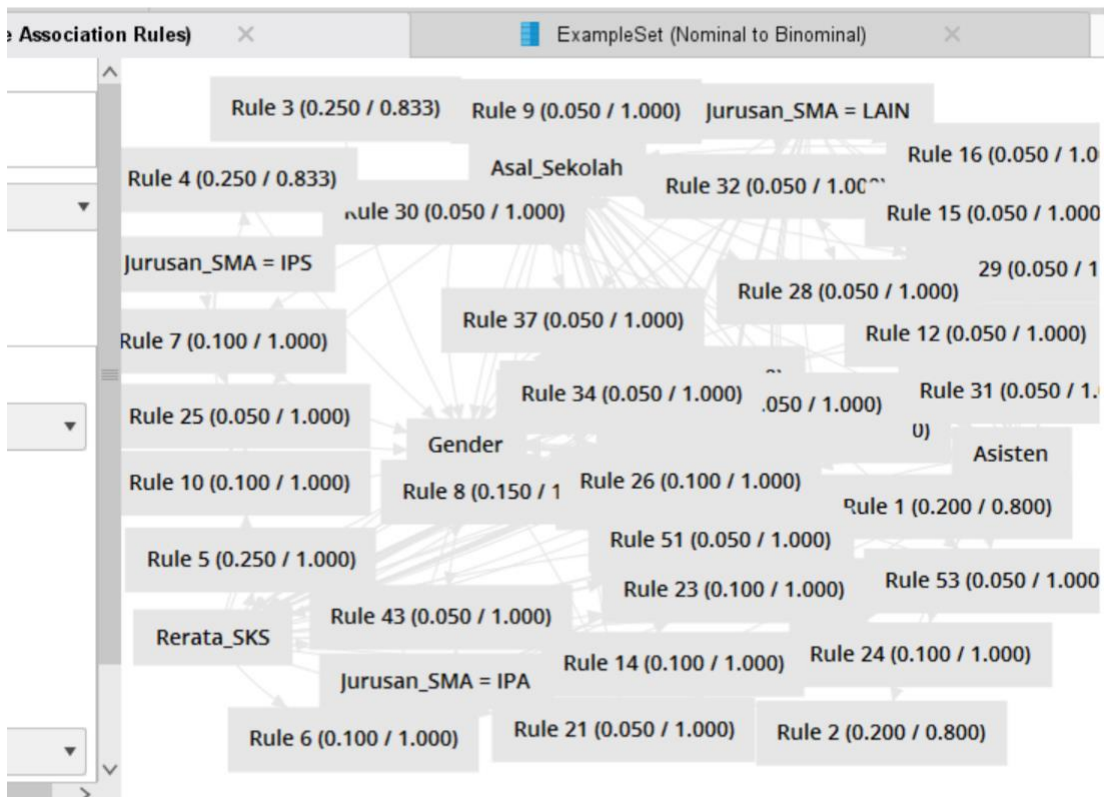 e Association Rules)
ExampleSet (Nominal to Binominal)
Rule 3 (0.250 / 0.833)
Rule 9 (0.050 / 1.000)
Jurusan_SMA = LAIN
Rule 16 (0.050 / 1.0
Asal_Sekolah
Rule 4 (0.250 / 0.833)
Rule 32 (0.050 /
Rule 30 (0.050 / 1.000)
Rule 15 (0.050 / 1.000
Jurusan_SMA = IPS
29 (0.050 / 1
Rule 28 (0.050 / 1.000)
Rule 37 (0.050 / 1.000)
Rule 12 (0.050 / 1.000)
Rule 7 (0.100 / 1.000)
Rule 34 (0.050 / 1.000)
.050 / 1.000)
Rule 31 (0.050 / 1.
Rule 25 (0.050 / 1.000)
0)
Gender
Asisten
Rule 10 (0.100 / 1.000)
Rule 8 (0.150 / 1
Rule 26 (0.100 / 1.000)
Rule 1 (0.200 / 0.800)
Rule 51 (0.050 / 1.000)
Rule 5 (0.250 / 1.000)
Rule 23 (0.100 / 1.000)
Rule 53 (0.050 / 1.000
Rule 43 (0.050 / 1.000)
Rerata_SKS
Rule 14 (0.100 / 1.000)
Rule 24 (0.100 / 1.000)
Jurusan_SMA = IPA
Rule 6 (0.100 / 1.000)
Rule 21 (0.050 / 1.000)
Rule 2 (0.200 / 0.800)